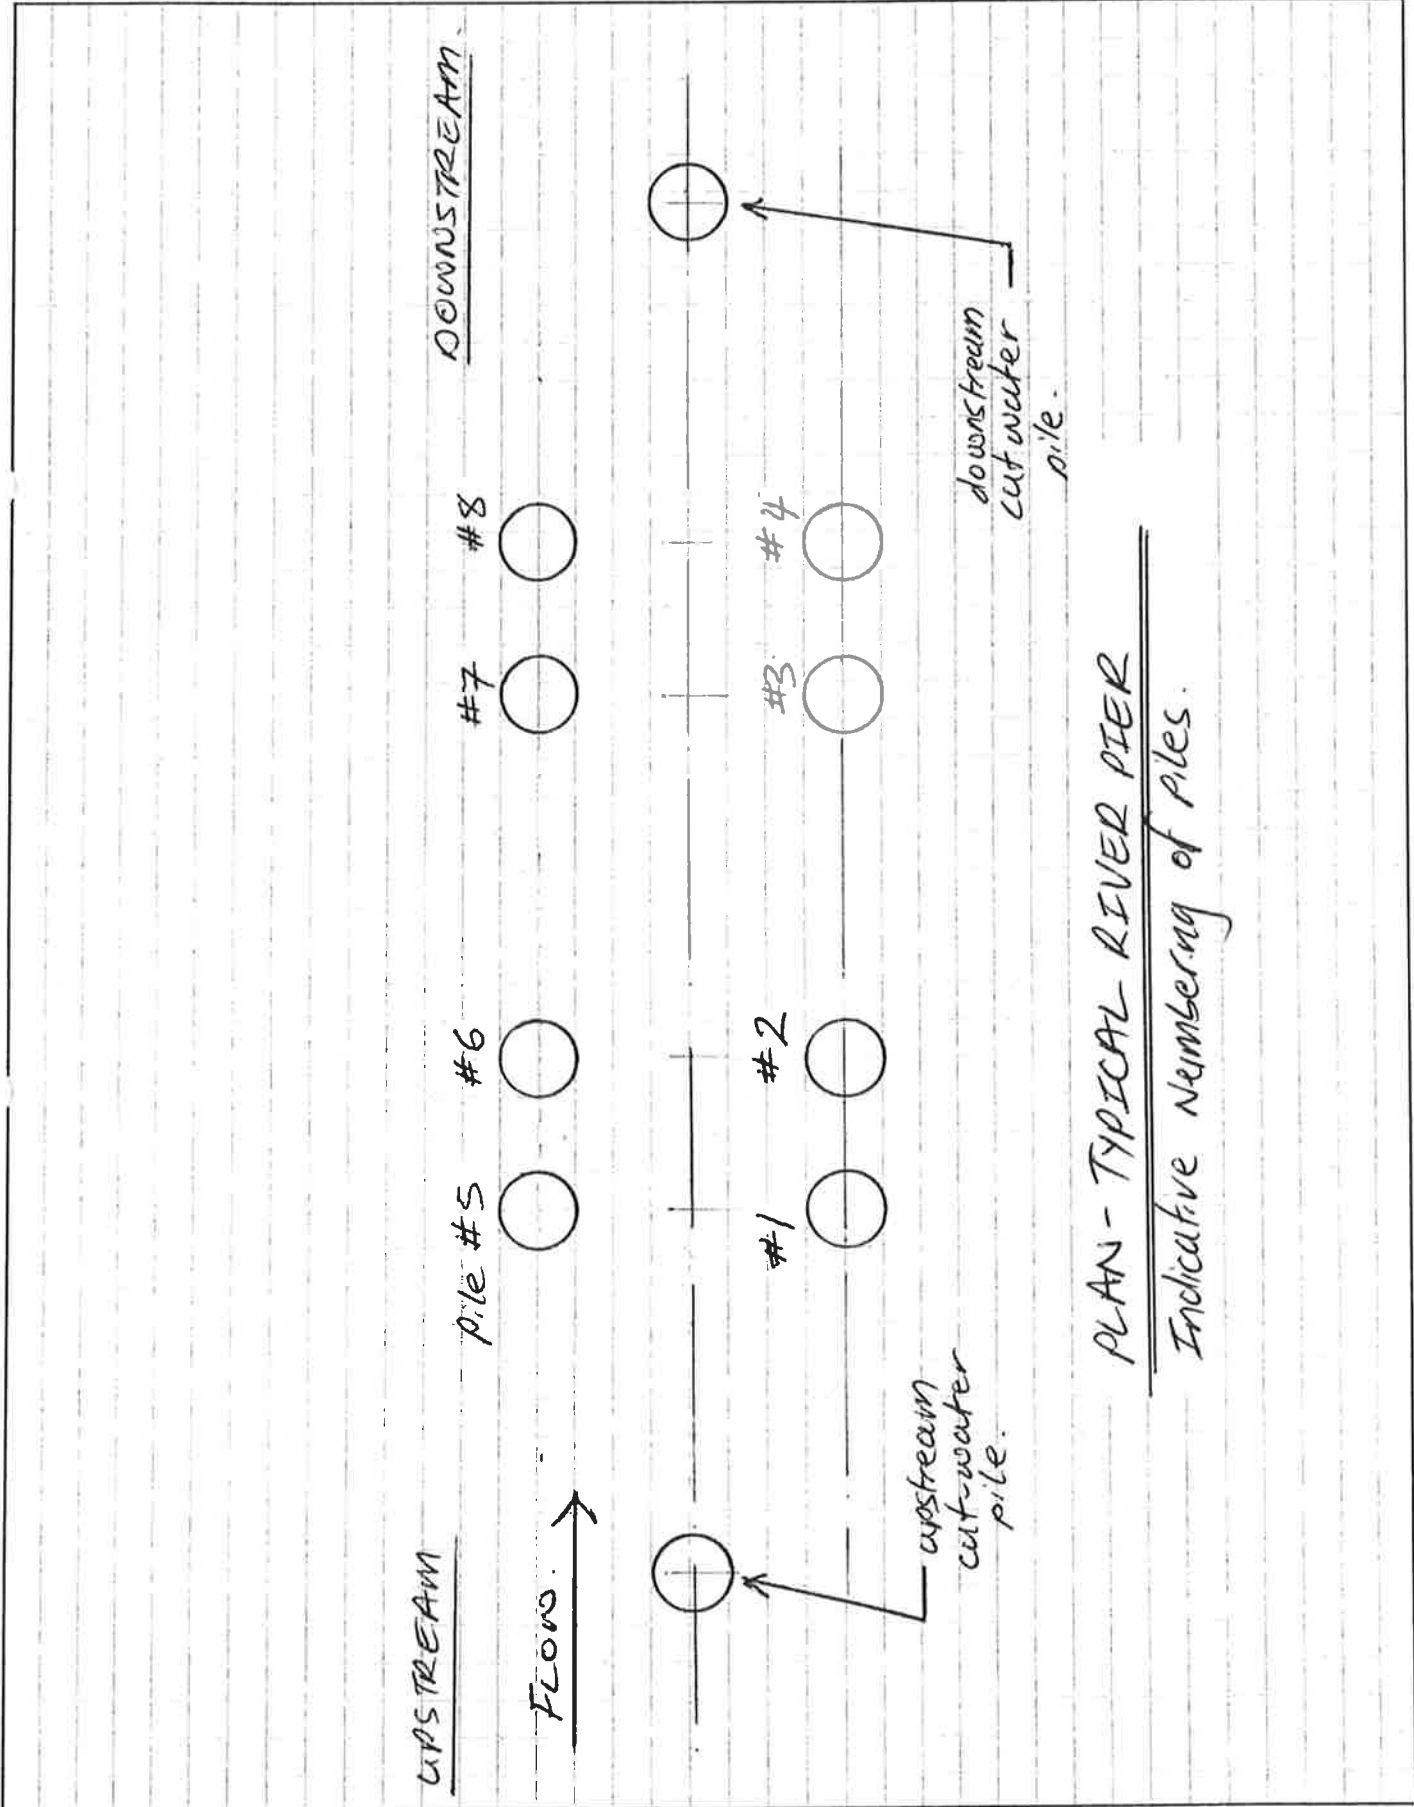 UPSTREAM
DOWNSTREAM.
FLOW.
Pile #5
#6
#7
#8
#1
#2
#3
#4
upstream
cut-water
pile.
downstream
cut water
pile.
PLAN - TYPICAL RIVER PIER
Indicative Numbering of Piles.